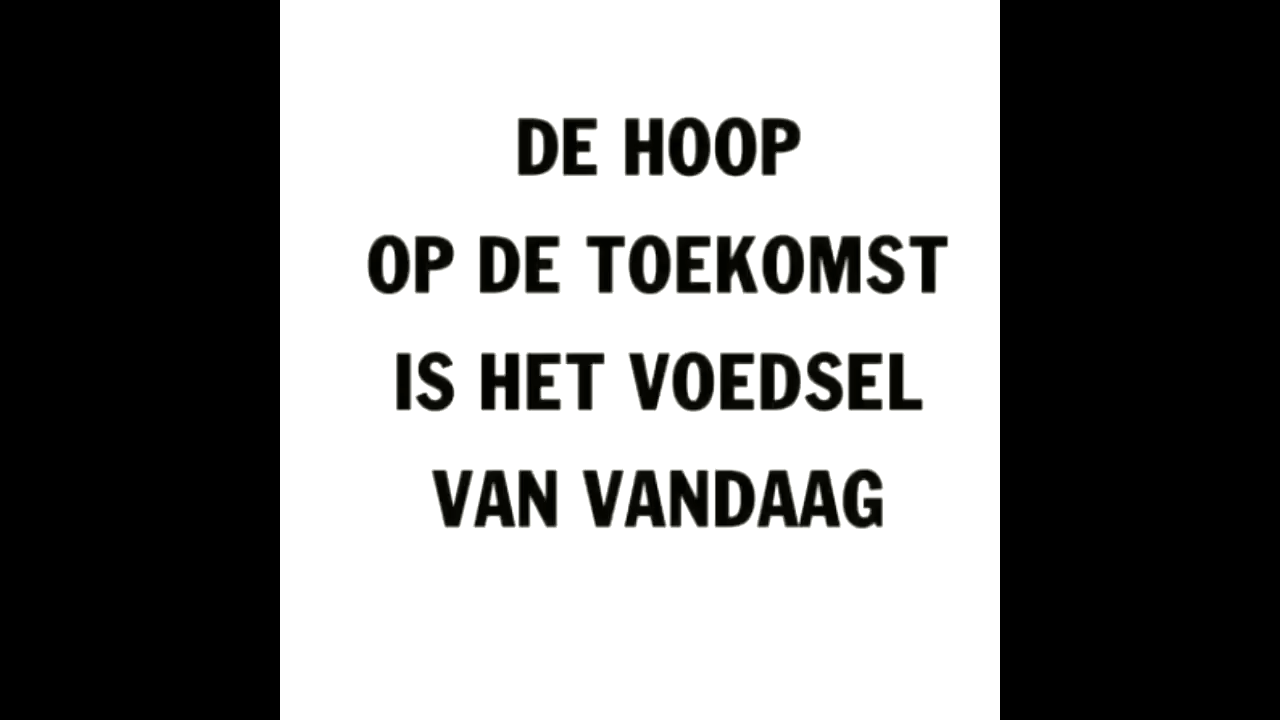 DE HOOP
OP DE TOEKOMST
IS HET VOEDSEL
VAN VANDAAG